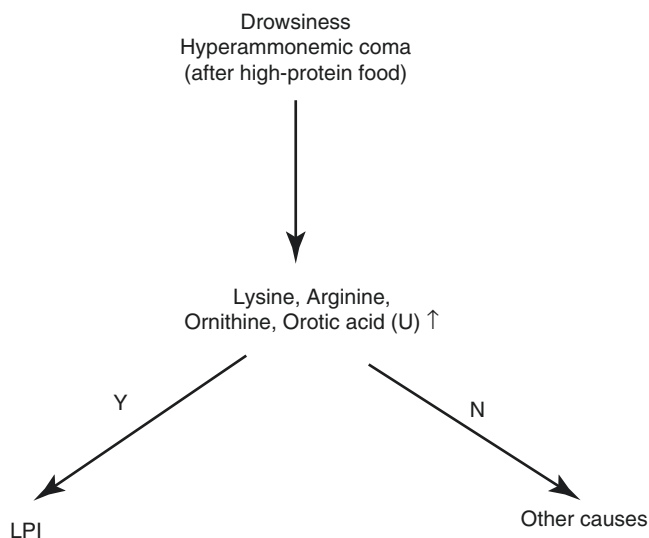 Drowsiness
Hyperammonemic coma
(after high-protein food)
Lysine, Arginine,
Ornithine, Orotic acid (U) ↑
Y
N
LPI
Other causes